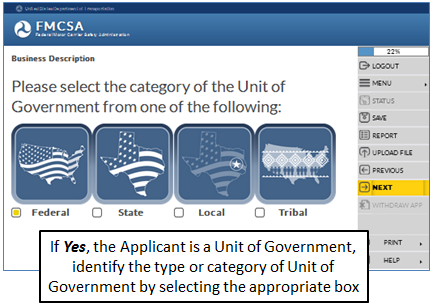 United States Department of Transportation
FMCSA
Federal Motor Carrier Safety Administration
22%
Business Description
Please select the category of the Unit of
Government from one of the following:
Federal
State
Local
Tribal
LOGOUT
MENU
STATUS
SAVE
REPORT
UPLOAD FILE
PREVIOUS
NEXT
WITHDRAW APP
PRINT
HELP
If Yes, the Applicant is a Unit of Government,
identify the type or category of Unit of
Government by selecting the appropriate box